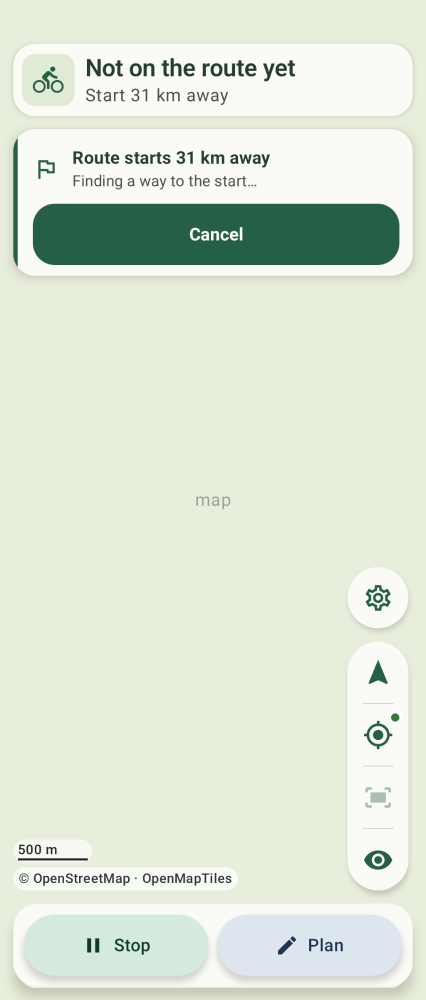 Not on the route yet
Start 31 km away
Route starts 31 km away
Finding a way to the start…
Cancel
map
500 m
© OpenStreetMap · OpenMapTiles
Stop
Plan